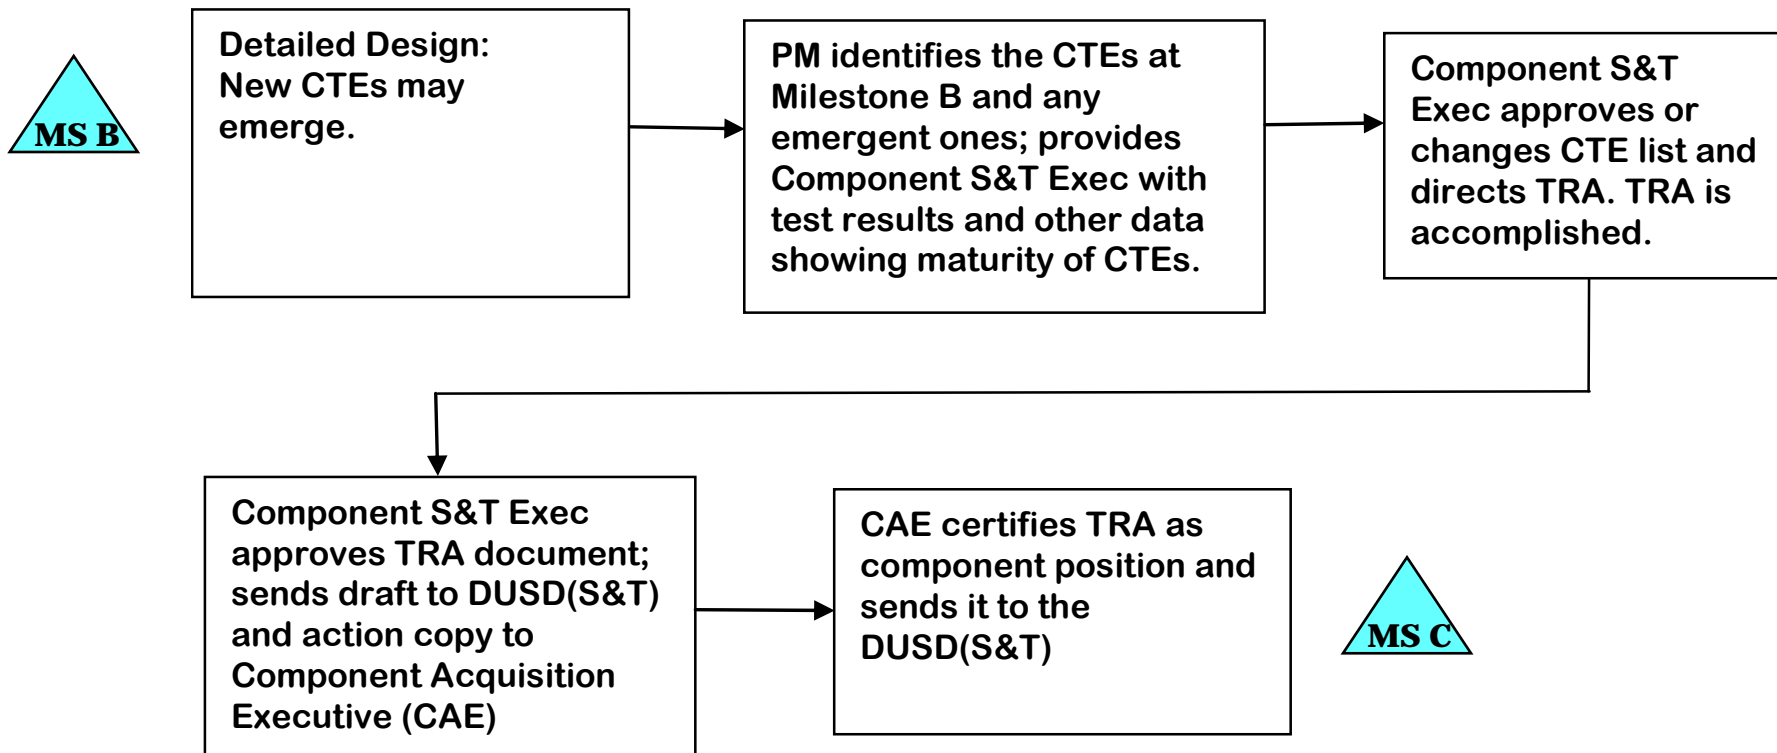 MS B
Detailed Design:
New CTEs may
emerge.
PM identifies the CTEs at
Milestone B and any
emergent ones; provides
Component S&T Exec with
test results and other data
showing maturity of CTEs.
Component S&T
Exec approves or
changes CTE list and
directs TRA. TRA is
accomplished.
Component S&T Exec
approves TRA document;
sends draft to DUSD(S&T)
and action copy to
Component Acquisition
Executive (CAE)
CAE certifies TRA as
component position and
sends it to the
DUSD(S&T)
MS C